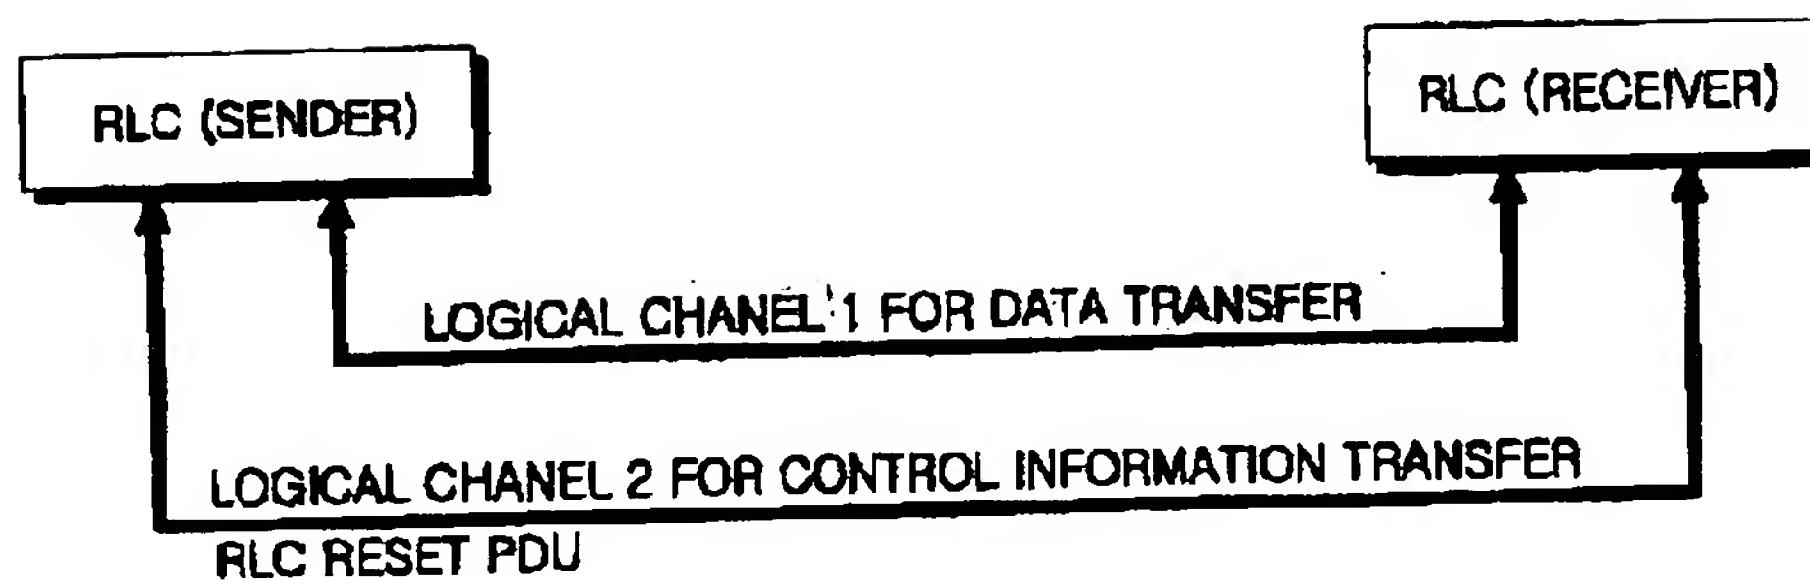 RLC (SENDER)
RLC (RECEIVER)
LOGICAL CHANEL 1 FOR DATA TRANSFER
LOGICAL CHANEL 2 FOR CONTROL INFORMATION TRANSFER
RLC RESET PDU